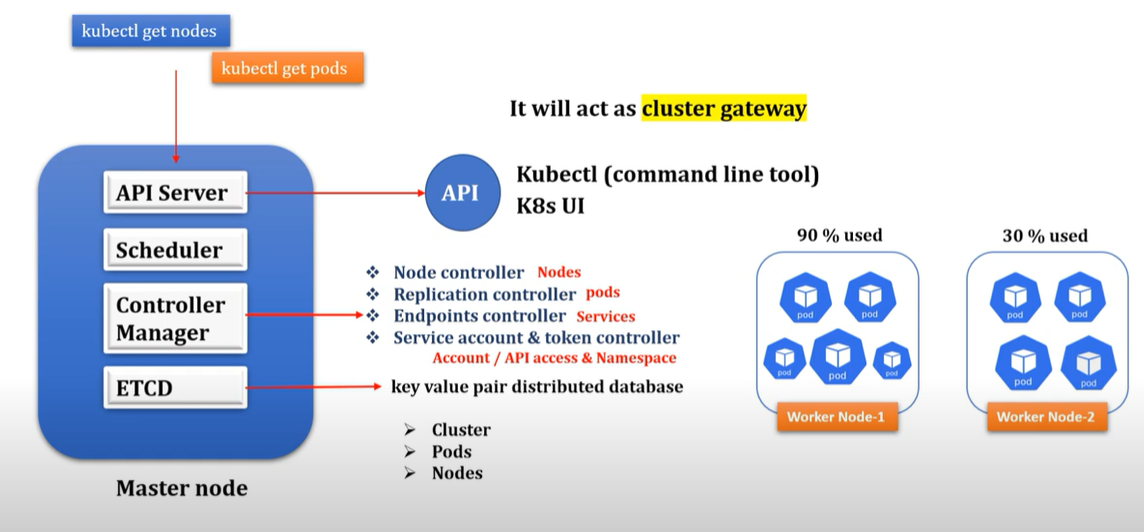 kubectl get nodes
kubectl get pods
It will act as cluster gateway
API Server
API
Kubectl (command line tool)
K8s UI
Scheduler
Controller
Manager
❖ Node controller Nodes
❖ Replication controller pods
❖ Endpoints controller Services
❖ Service account & token controller
Account / API access & Namespace
ETCD
key value pair distributed database
➢ Cluster
➢ Pods
➢ Nodes
Master node
90 % used
pod
pod
pod
pod
pod
Worker Node-1
30 % used
pod
pod
pod
pod
Worker Node-2